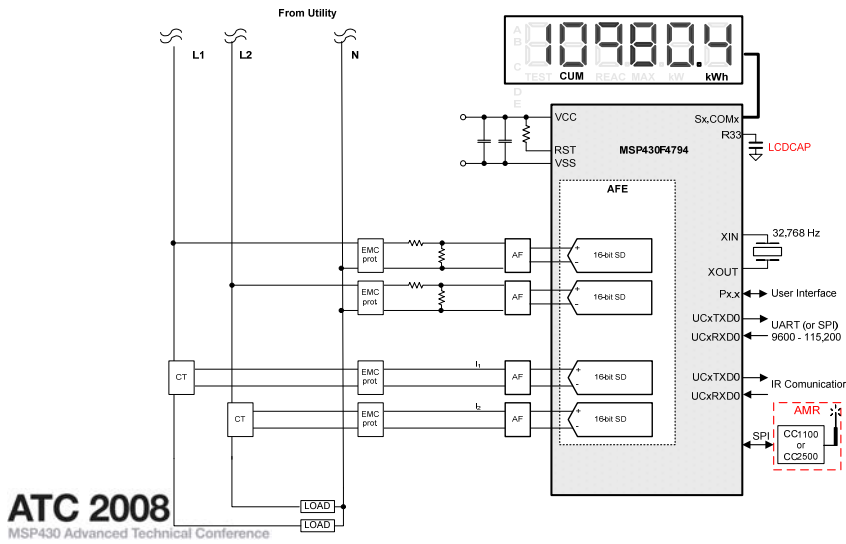 From Utility
L1
L2
N
A
B
C
D
E
10980.4
TEST
CUM
REAC
MAX
kW
kWh
VCC
RST
VSS
MSP430F4794
Sx,COMx
R33
LCDCAP
AFE
EMC
prot
AF
+
-
16-bit SD
XIN
32,768 Hz
XOUT
EMC
prot
AF
+
-
16-bit SD
Px.x
User Interface
UCxTXD0
UCxRXD0
UART (or SPI)
9600 - 115,200
CT
EMC
prot
I1
AF
+
-
16-bit SD
UCxTXD0
UCxRXD0
IR Comunication
CT
EMC
prot
I2
AF
+
-
16-bit SD
AMR
SPI
CC1100
or
CC2500
LOAD
LOAD
ATC 2008
MSP430 Advanced Technical Conference